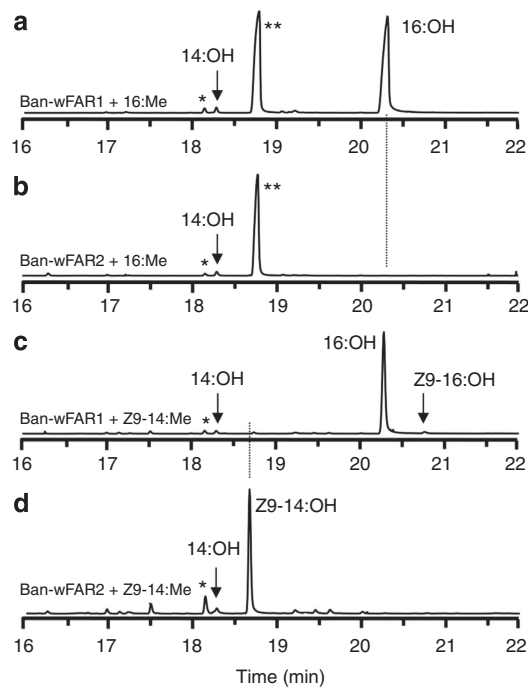 a
**
16:OH
14:OH
Ban-wFAR1 + 16:Me
*
16 17 18 19 20 21 22
b
**
14:OH
Ban-wFAR2 + 16:Me
*
16 17 18 19 20 21 22
c
16:OH
14:OH
Z9-16:OH
Ban-wFAR1 + Z9-14:Me
*
16 17 18 19 20 21 22
d
Z9-14:OH
14:OH
Ban-wFAR2 + Z9-14:Me
*
16 17 18 19 20 21 22
Time (min)